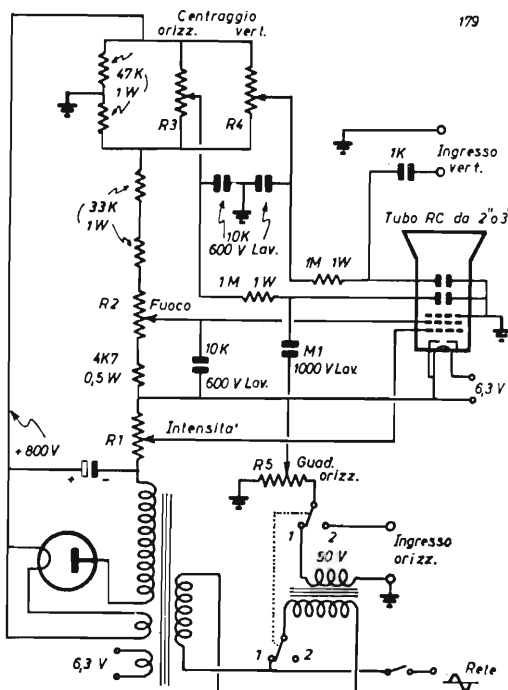 179
Centraggio
orizz. vert.
47K
1W
R3
R4
Ingresso
vert.
1K
33K
1W
10K
600 V Lav.
Tubo RC da 2" o 3"
1M 1W
1M 1W
R2
Fuoco
10K
600 V Lav.
M1
1000 V Lav.
4K7
0,5 W
6,3 V
R1
Intensita'
+800V
+ -
R5
Guad.
orizz.
1 2
Ingresso
orizz.
50 V
6,3 V
1 2
Rete